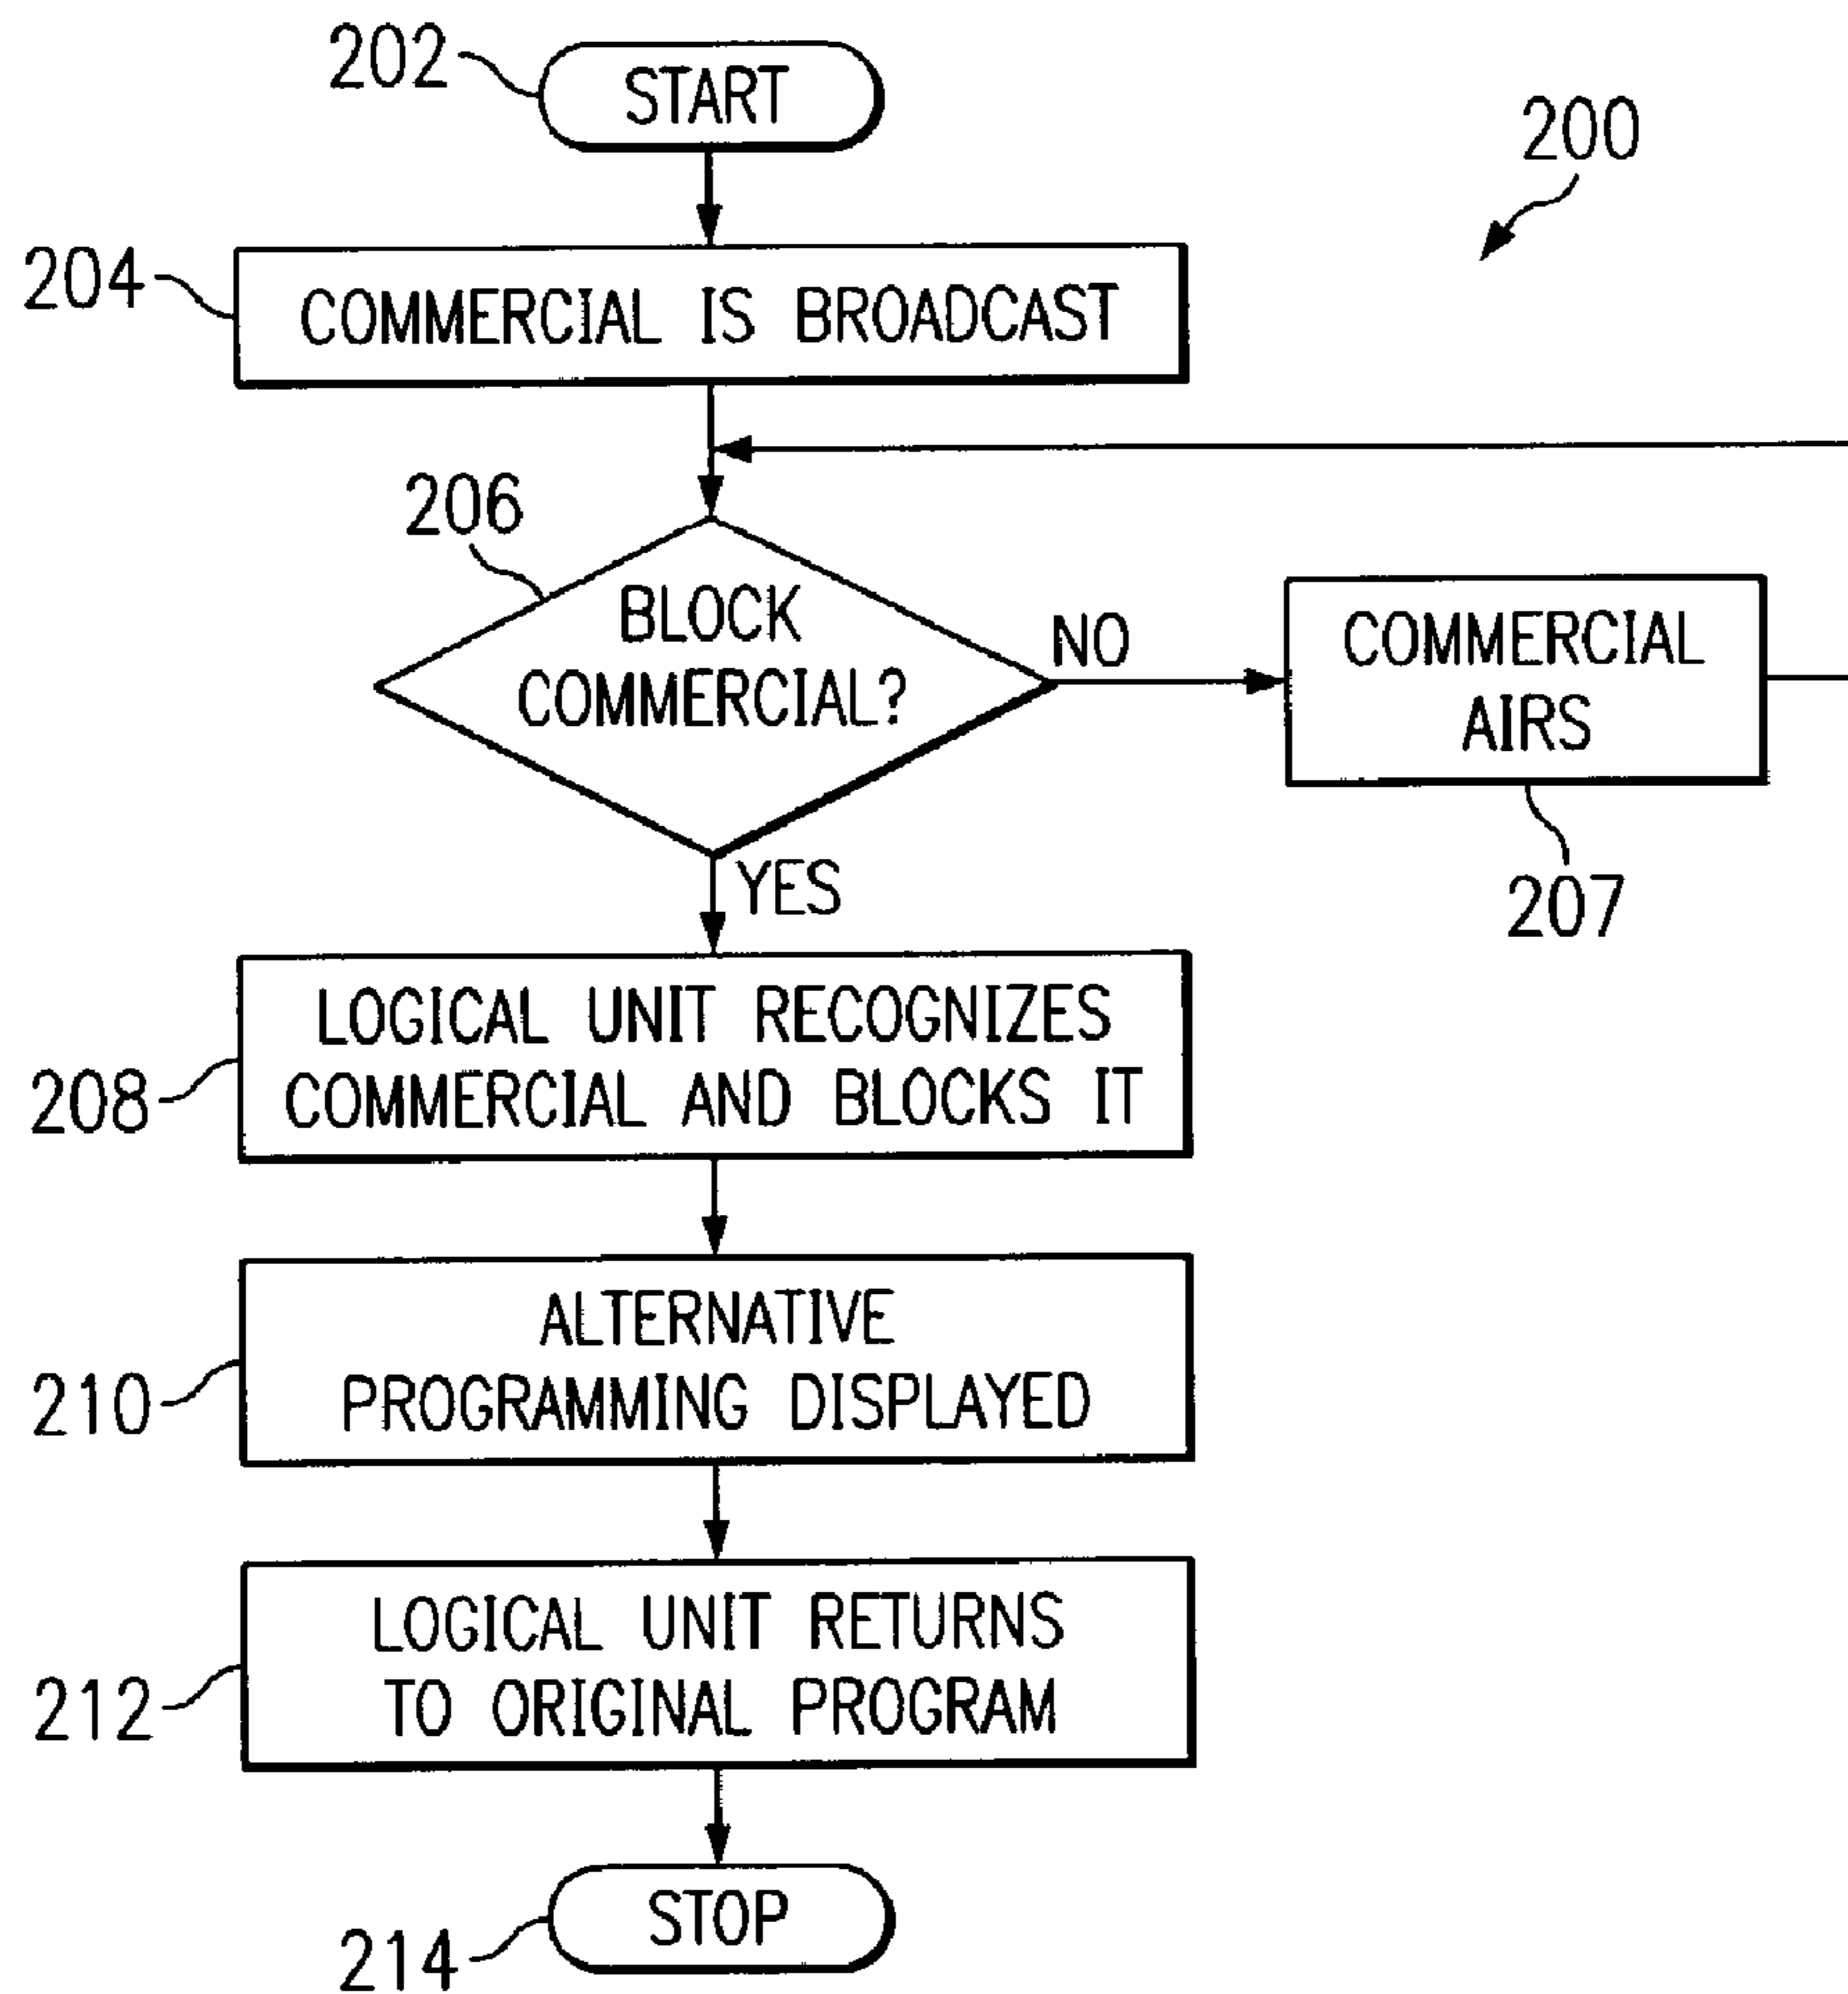 202
START
200
204
COMMERCIAL IS BROADCAST
206
BLOCK
COMMERCIAL?
NO
COMMERCIAL
AIRS
207
YES
LOGICAL UNIT RECOGNIZES
COMMERCIAL AND BLOCKS IT
208
ALTERNATIVE
PROGRAMMING DISPLAYED
210
LOGICAL UNIT RETURNS
TO ORIGINAL PROGRAM
212
STOP
214